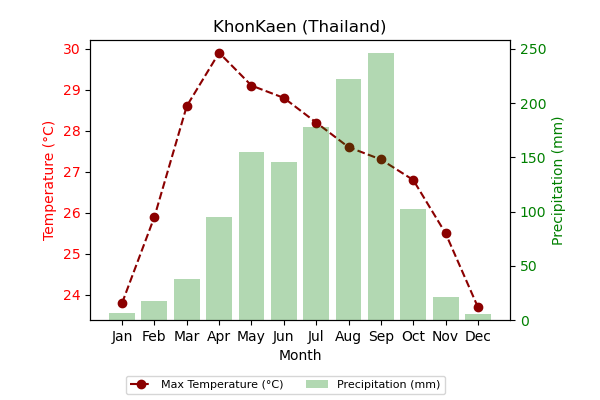 KhonKaen (Thailand)
30
29
28
27
26
25
24
Temperature (°C)
250
200
150
100
50
0
Precipitation (mm)
Jan Feb Mar Apr May Jun Jul Aug Sep Oct Nov Dec
Month
Max Temperature (°C) Precipitation (mm)